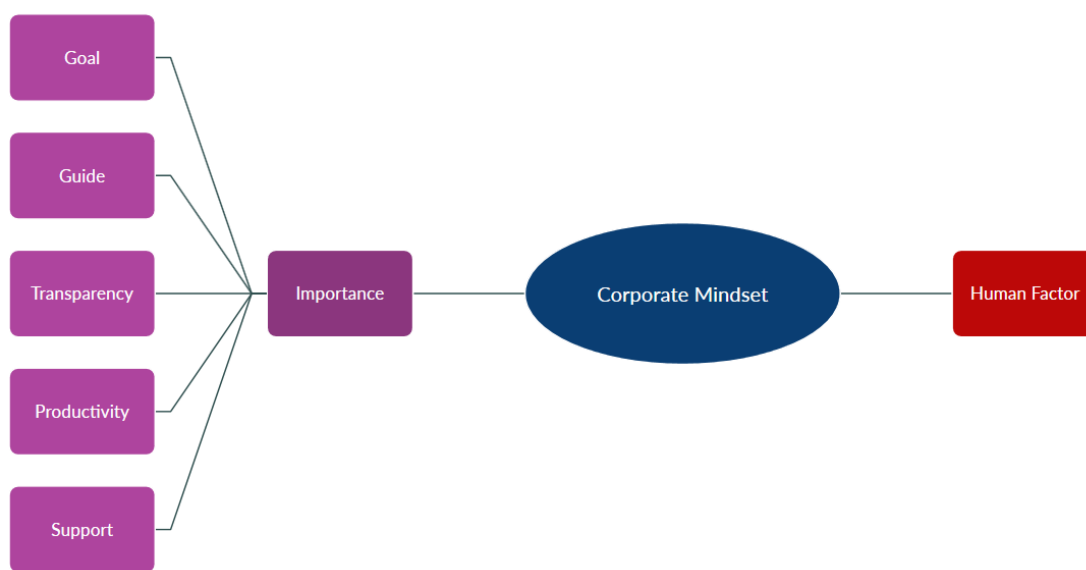 Goal
Guide
Transparency
Importance
Corporate Mindset
Human Factor
Productivity
Support